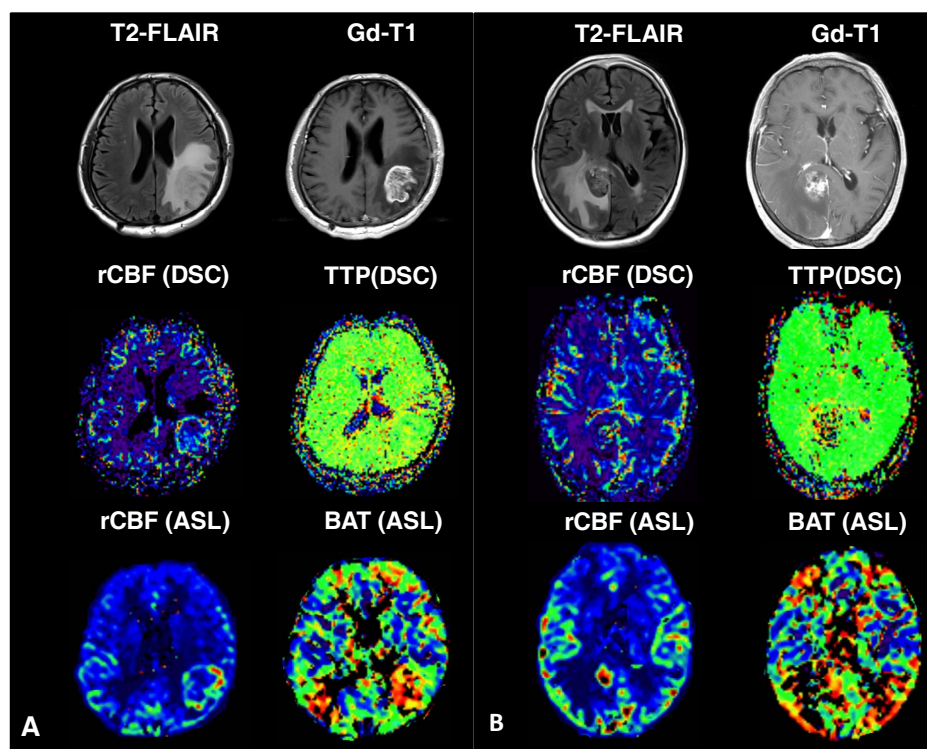 T2-FLAIR Gd-T1 T2-FLAIR Gd-T1
rCBF (DSC) TTP(DSC) rCBF (DSC) TTP(DSC)
rCBF (ASL) BAT (ASL) rCBF (ASL) BAT (ASL)
A B